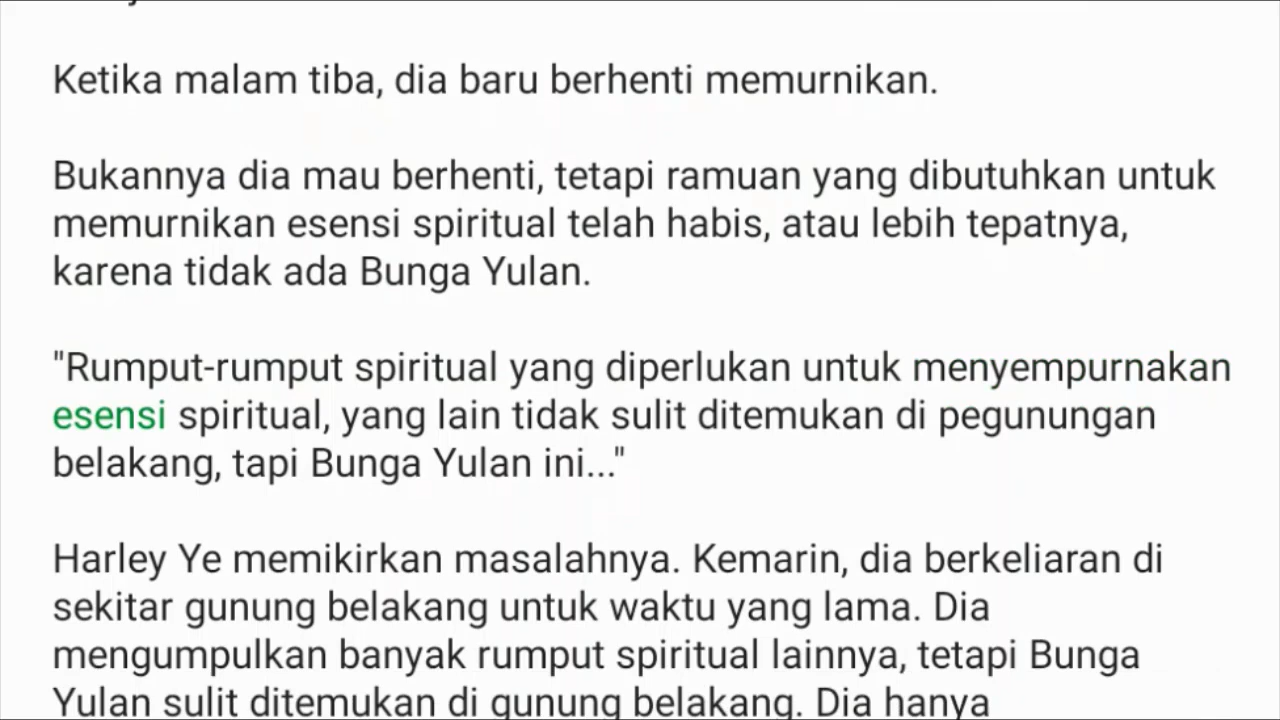 Ketika malam tiba, dia baru berhenti memurnikan.
Bukannya dia mau berhenti, tetapi ramuan yang dibutuhkan untuk
memurnikan esensi spiritual telah habis, atau lebih tepatnya,
karena tidak ada Bunga Yulan.
"Rumput-rumput spiritual yang diperlukan untuk menyempurnakan
esensi spiritual, yang lain tidak sulit ditemukan di pegunungan
belakang, tapi Bunga Yulan ini..."
Harley Ye memikirkan masalahnya. Kemarin, dia berkeliaran di
sekitar gunung belakang untuk waktu yang lama. Dia
mengumpulkan banyak rumput spiritual lainnya, tetapi Bunga
Yulan sulit ditemukan di gunung belakang. Dia hanya